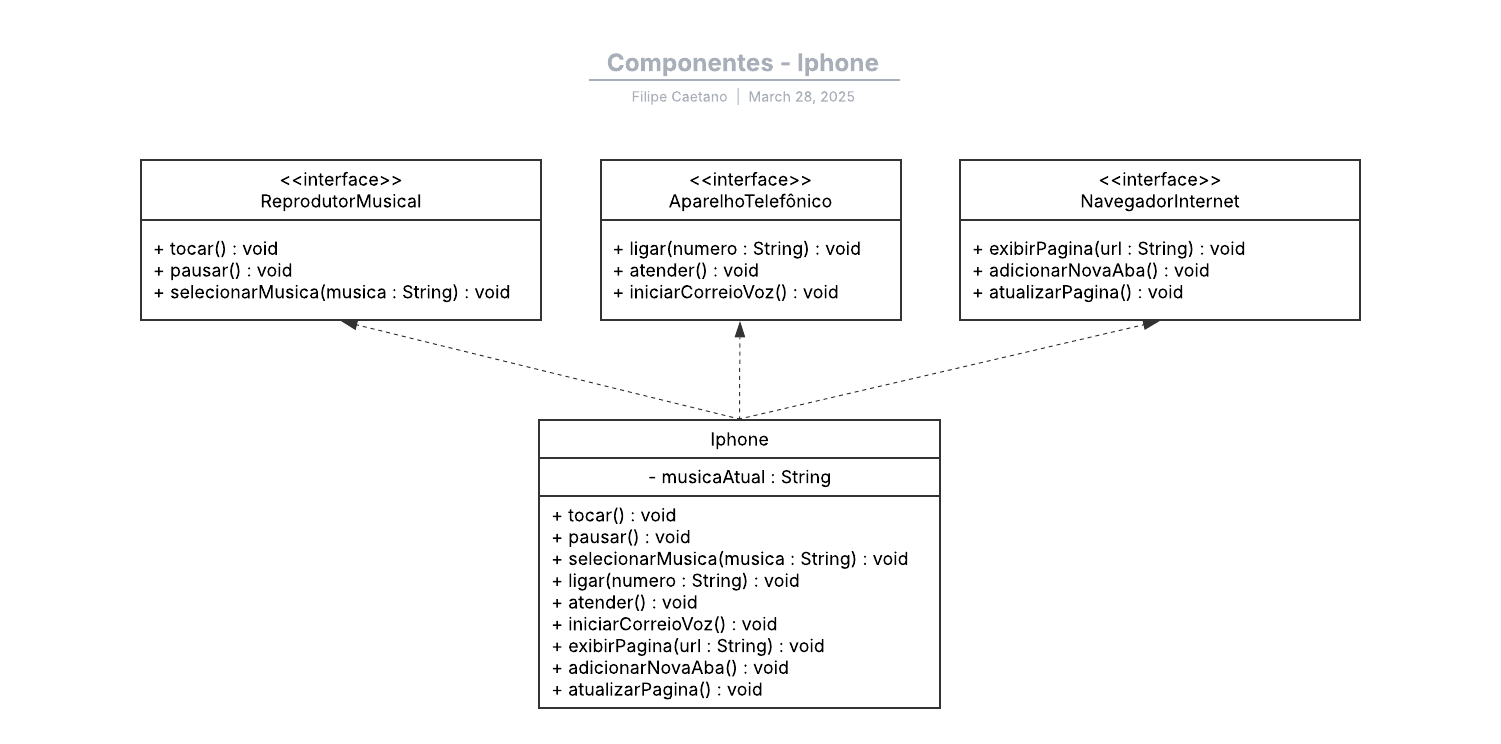 Componentes - Iphone
Filipe Caetano | March 28, 2025
<<interface>>
ReprodutorMusical
+ tocar() : void
+ pausar() : void
+ selecionarMusica(musica : String) : void
<<interface>>
AparelhoTelefônico
+ ligar(numero : String) : void
+ atender() : void
+ iniciarCorreioVoz() : void
<<interface>>
NavegadorInternet
+ exibirPagina(url : String) : void
+ adicionarNovaAba() : void
+ atualizarPagina() : void
Iphone
- musicaAtual : String
+ tocar() : void
+ pausar() : void
+ selecionarMusica(musica : String) : void
+ ligar(numero : String) : void
+ atender() : void
+ iniciarCorreioVoz() : void
+ exibirPagina(url : String) : void
+ adicionarNovaAba() : void
+ atualizarPagina() : void